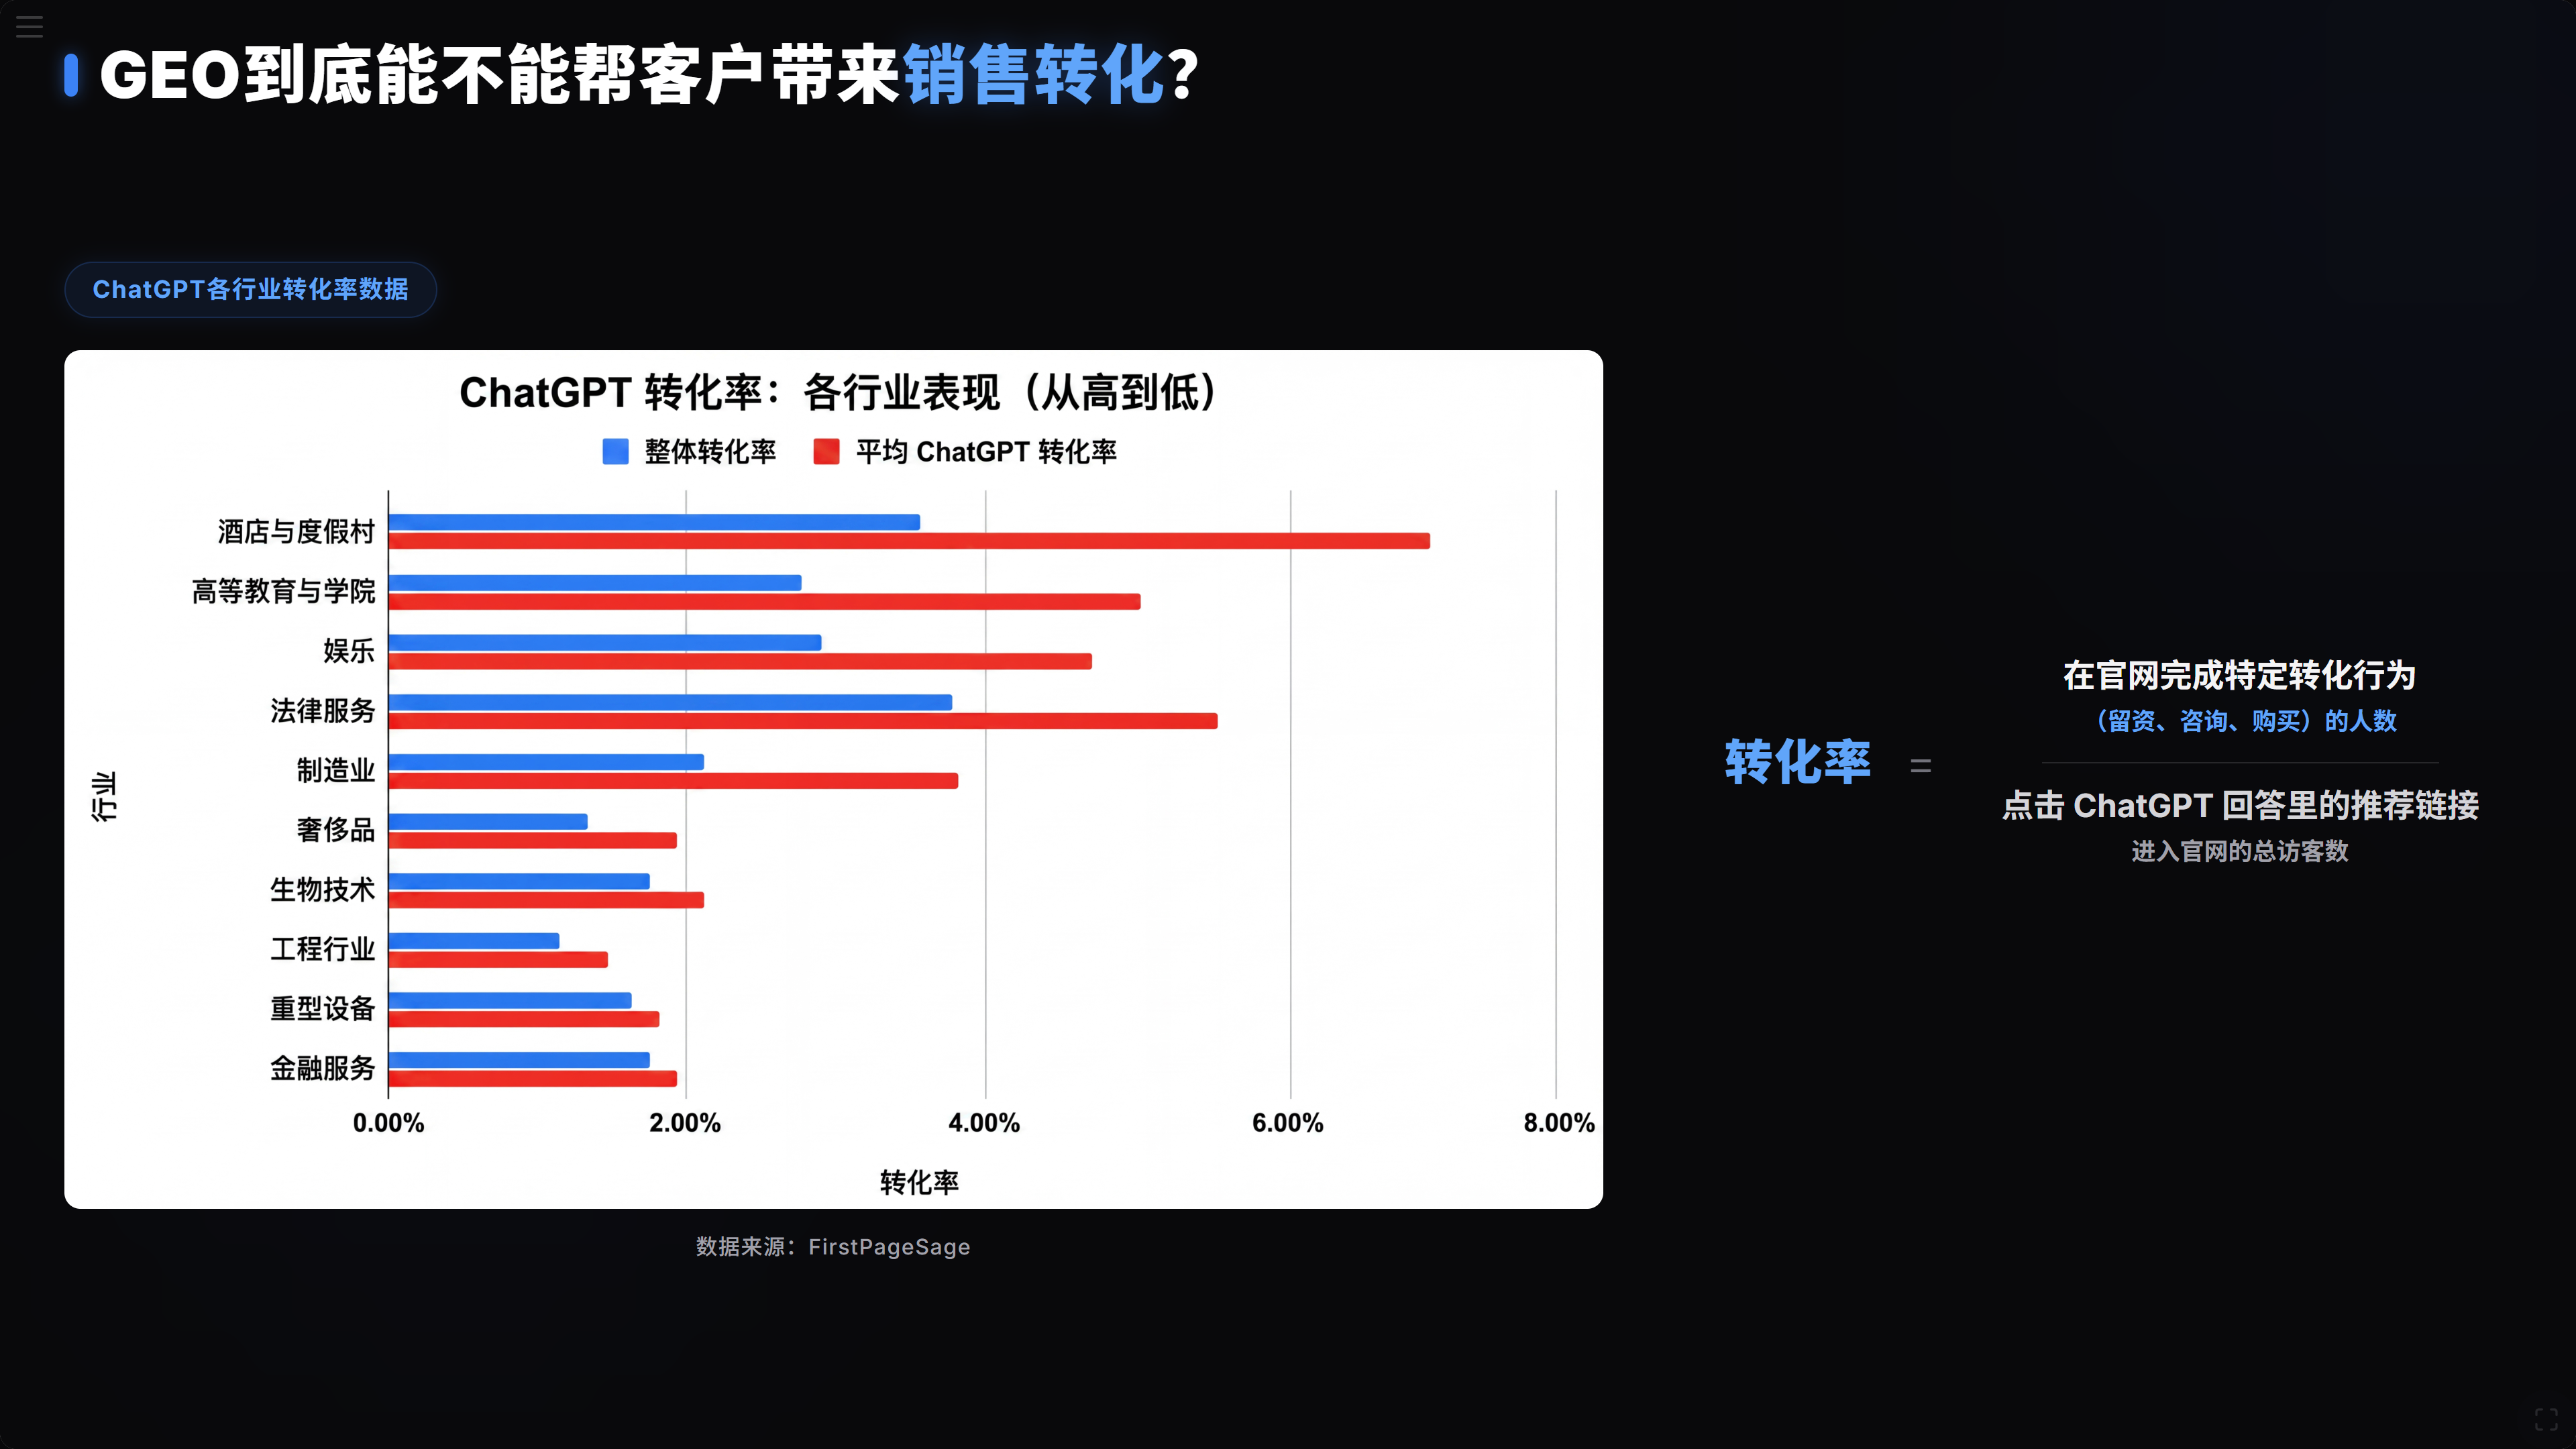 GEO到底能不能帮客户带来销售转化？
ChatGPT各行业转化率数据
ChatGPT 转化率：各行业表现（从高到低）
整体转化率
平均 ChatGPT 转化率
行业
酒店与度假村
高等教育与学院
娱乐
法律服务
制造业
奢侈品
生物技术
工程行业
重型设备
金融服务
0.00% 2.00% 4.00% 6.00% 8.00%
转化率
数据来源：FirstPageSage
转化率 =
在官网完成特定转化行为
（留资、咨询、购买）的人数
点击 ChatGPT 回答里的推荐链接
进入官网的总访客数